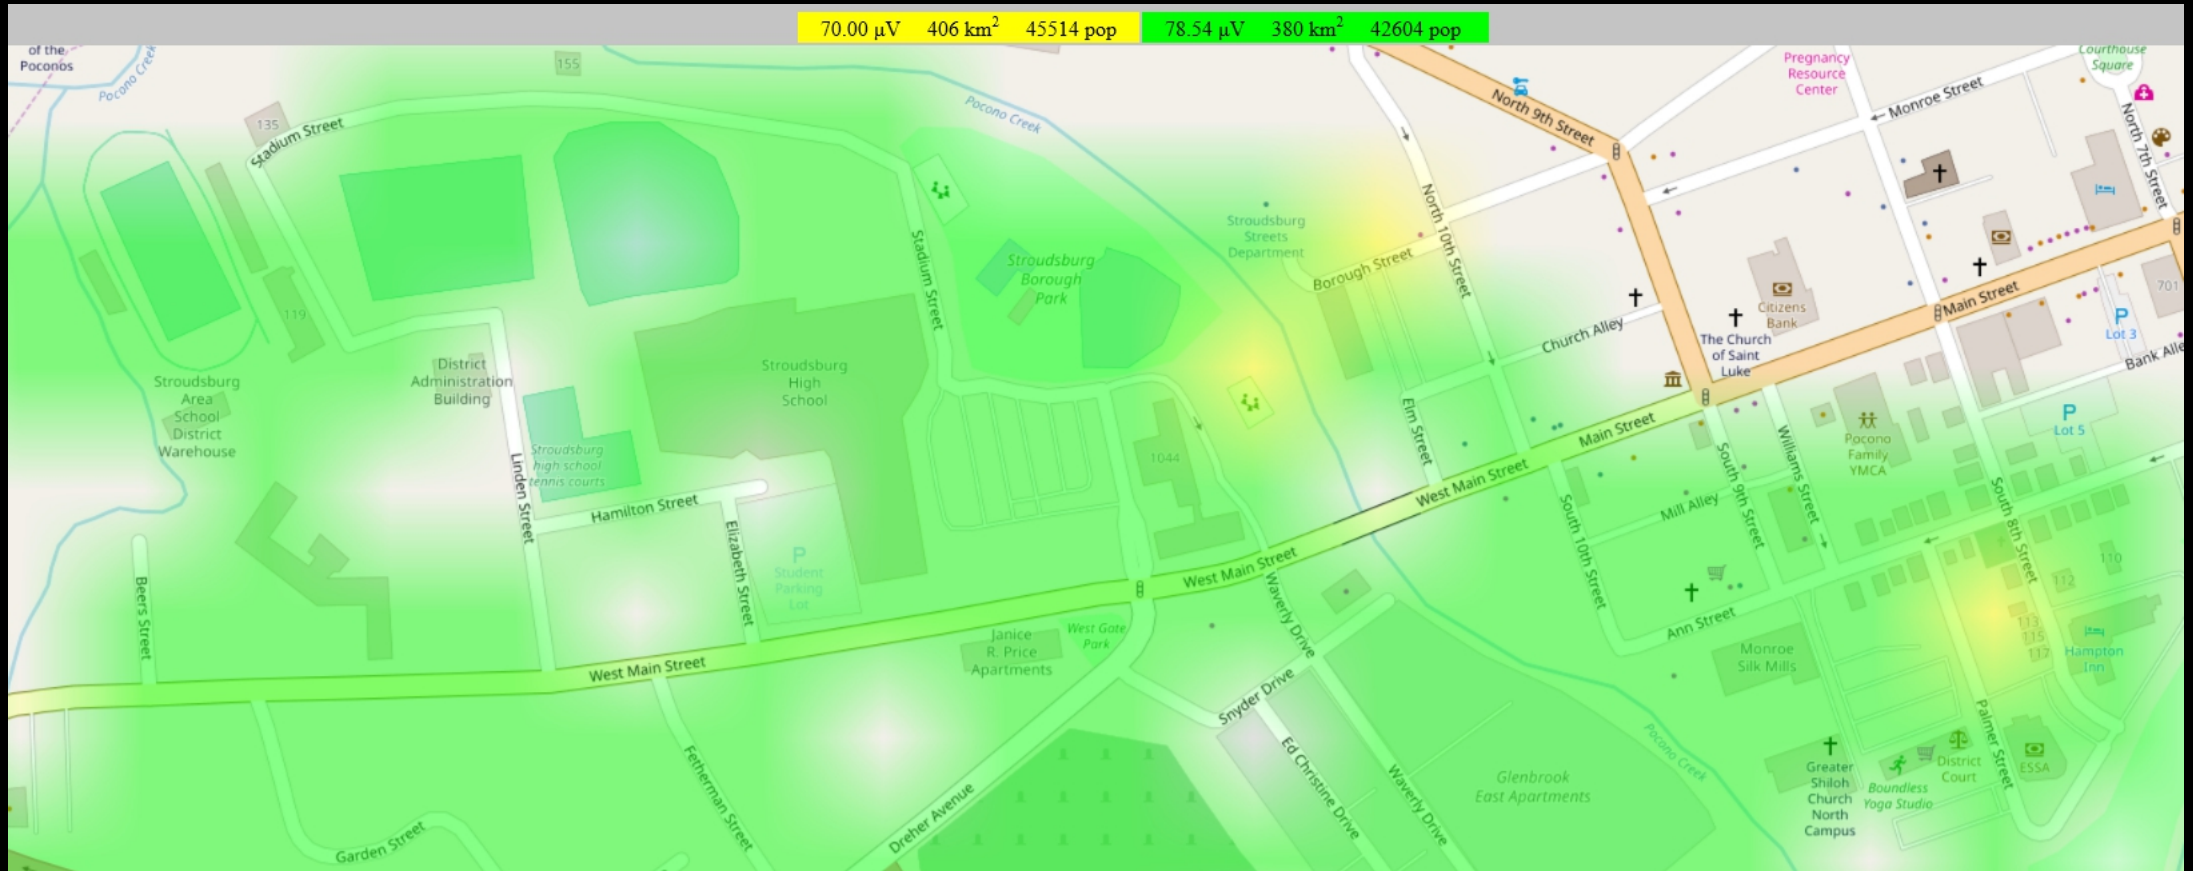 70.00 µV 406 km² 45514 pop 78.54 µV 380 km² 42604 pop
of the
Poconos
Pocono Creek
155
135
Stadium Street
Pocono Creek
North 9th Street
Pregnancy
Resource
Center
Monroe Street
Courthouse
Square
North 7th Street
119
Stadium Street
Stroudsburg
Borough
Park
Stroudsburg
Streets
Department
Borough Street
North 10th Street
Church Alley
Citizens
Bank
The Church
of Saint
Luke
Main Street
701
P
Lot 3
Bank Alle
Stroudsburg
Area
School
District
Warehouse
District
Administration
Building
Stroudsburg
High
School
Stroudsburg
high school
tennis courts
Linden Street
Hamilton Street
Elizabeth Street
P
Student
Parking
Lot
1044
Elm Street
West Main Street
Main Street
Pocono
Family
YMCA
P
Lot 5
Williams Street
South 9th Street
Mill Alley
South 10th Street
South 8th Street
Ann Street
110
112
113
115
117
Hampton
Inn
Beers Street
West Main Street
West Main Street
Waverly Drive
Janice
R. Price
Apartments
West Gate
Park
Snyder Drive
Ed Christine Drive
Waverly Drive
Dreher Avenue
Fetherman Street
Garden Street
Glenbrook
East Apartments
Pocono Creek
Monroe
Silk Mills
Greater
Shiloh
Church
North
Campus
Boundless
Yoga Studio
District
Court
Palmer Street
ESSA